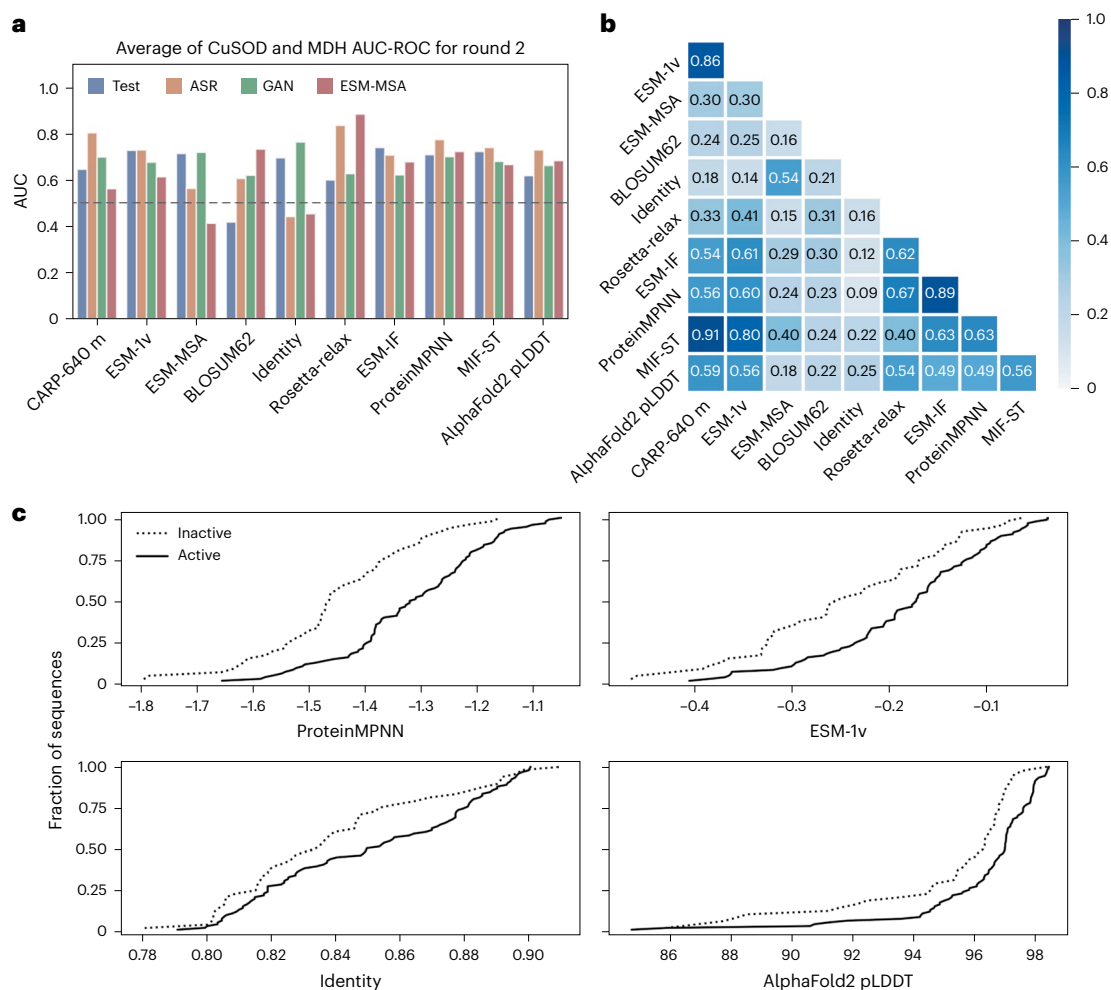 a
Average of CuSOD and MDH AUC-ROC for round 2
Test ASR GAN ESM-MSA
AUC
1.0
0.8
0.6
0.4
0.2
0
CARP-640 m
ESM-1v
ESM-MSA
BLOSUM62
Identity
Rosetta-relax
ESM-IF
ProteinMPNN
MIF-ST
AlphaFold2 pLDDT
b
ESM-1v 0.86
ESM-MSA 0.30 0.30
BLOSUM62 0.24 0.25 0.16
Identity 0.18 0.14 0.54 0.21
Rosetta-relax 0.33 0.41 0.15 0.31 0.16
ESM-IF 0.54 0.61 0.29 0.30 0.12 0.62
ProteinMPNN 0.56 0.60 0.24 0.23 0.09 0.67 0.89
MIF-ST 0.91 0.80 0.40 0.24 0.22 0.40 0.63 0.63
AlphaFold2 pLDDT 0.59 0.56 0.18 0.22 0.25 0.54 0.49 0.49 0.56
CARP-640 m
ESM-1v
ESM-MSA
BLOSUM62
Identity
Rosetta-relax
ESM-IF
ProteinMPNN
MIF-ST
1.0
0.8
0.6
0.4
0.2
0
c
Fraction of sequences
Inactive
Active
1.00
0.75
0.50
0.25
0
−1.8 −1.7 −1.6 −1.5 −1.4 −1.3 −1.2 −1.1
ProteinMPNN
−0.4 −0.3 −0.2 −0.1
ESM-1v
1.00
0.75
0.50
0.25
0
0.78 0.80 0.82 0.84 0.86 0.88 0.90
Identity
86 88 90 92 94 96 98
AlphaFold2 pLDDT